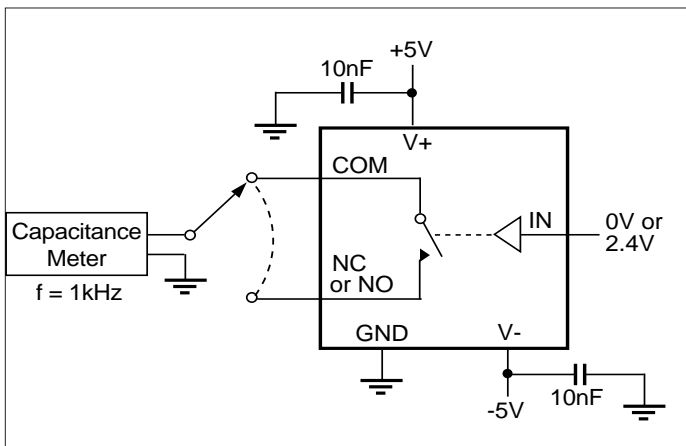 +5V
10nF
V+
COM
Capacitance
Meter
f = 1kHz
IN
0V or
2.4V
NC
or NO
GND
V-
-5V
10nF